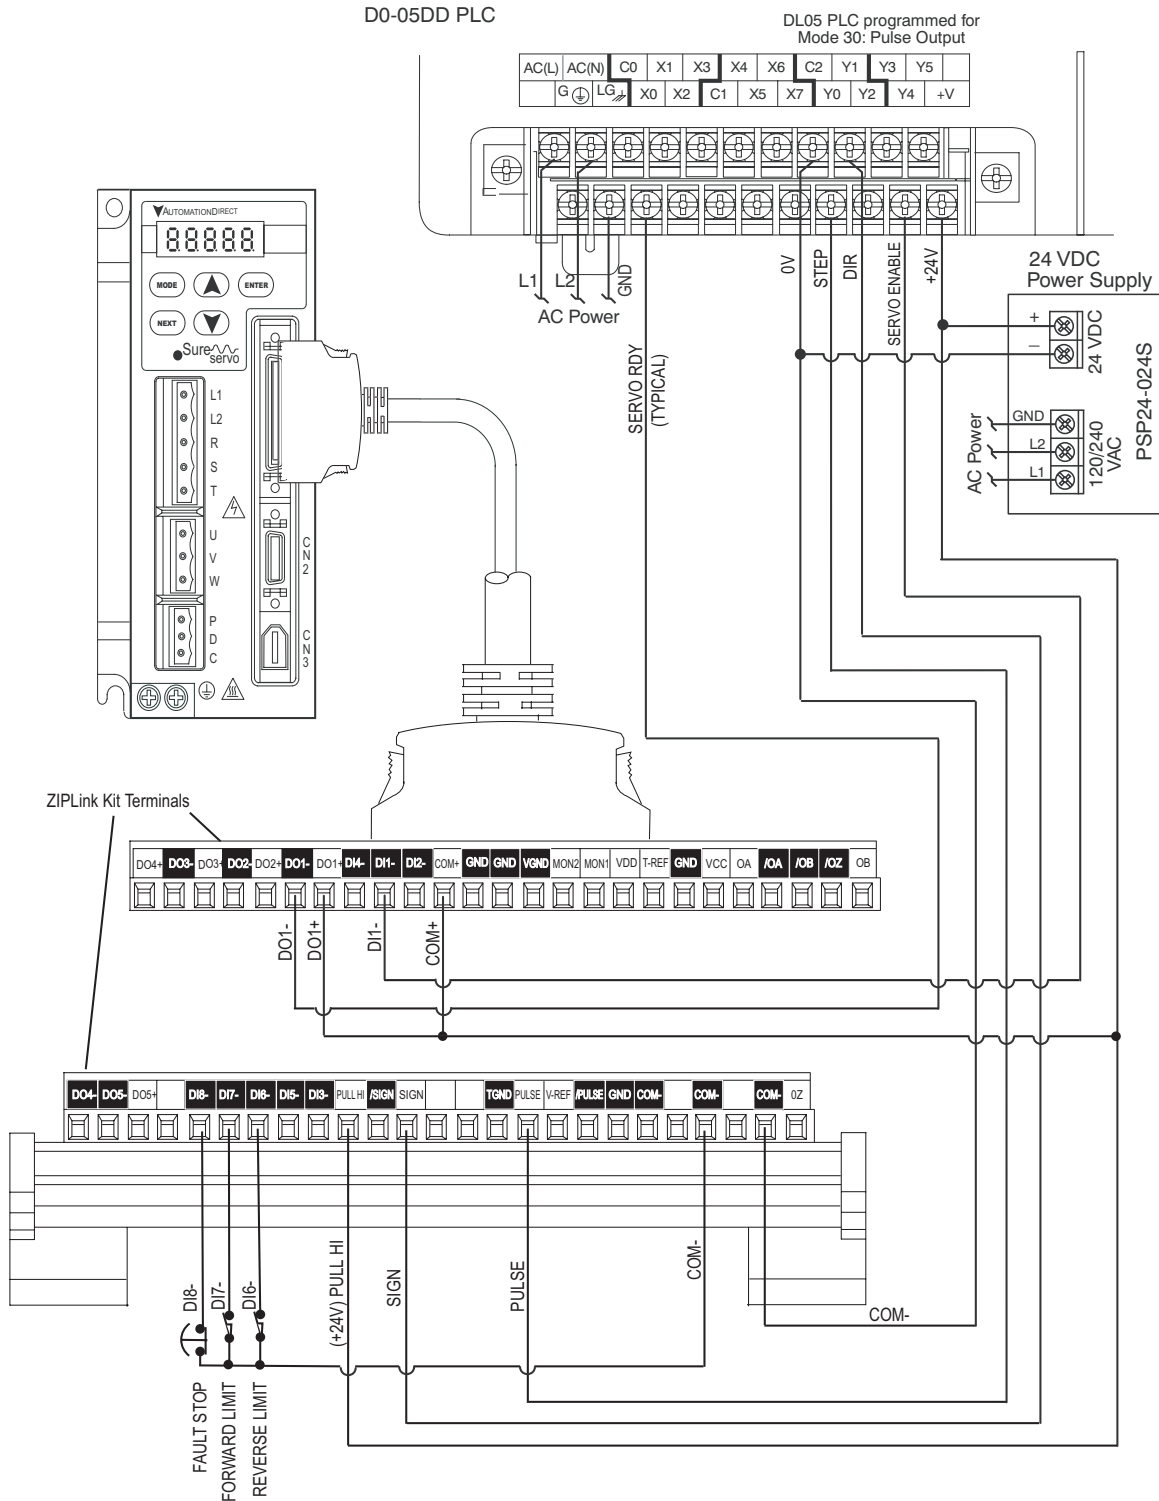 D0-05DD PLC
DL05 PLC programmed for
Mode 30: Pulse Output
AC(L) AC(N) C0 X1 X3 X4 X6 C2 Y1 Y3 Y5
G LG X0 X2 C1 X5 X7 Y0 Y2 Y4 +V
L1 L2 GND
AC Power
SERVO RDY
(TYPICAL)
0V
STEP
DIR
SERVO ENABLE
+24V
24 VDC
Power Supply
+
–
24 VDC
GND
L2
L1
AC Power
120/240
VAC
PSP24-024S
AUTOMATIONDIRECT
88888
MODE
ENTER
NEXT
Sure
servo
L1
L2
R
S
T
U
V
W
P
D
C
CN2
CN3
ZIPLink Kit Terminals
DO4+ DO3- DO3+ DO2- DO2+ DO1- DO1+ DI4- DI1- DI2- COM+ GND GND VGND MON2 MON1 VDD T-REF GND VCC OA /OA /OB /OZ OB
DO1-
DO1+
DI1-
COM+
DO4- DO5- DO5+ DI8- DI7- DI6- DI5- DI3- PULL HI /SIGN SIGN TGND PULSE V-REF /PULSE GND COM- COM- COM- 0Z
DI8-
DI7-
DI6-
(+24V) PULL HI
SIGN
PULSE
COM-
COM-
FAULT STOP
FORWARD LIMIT
REVERSE LIMIT